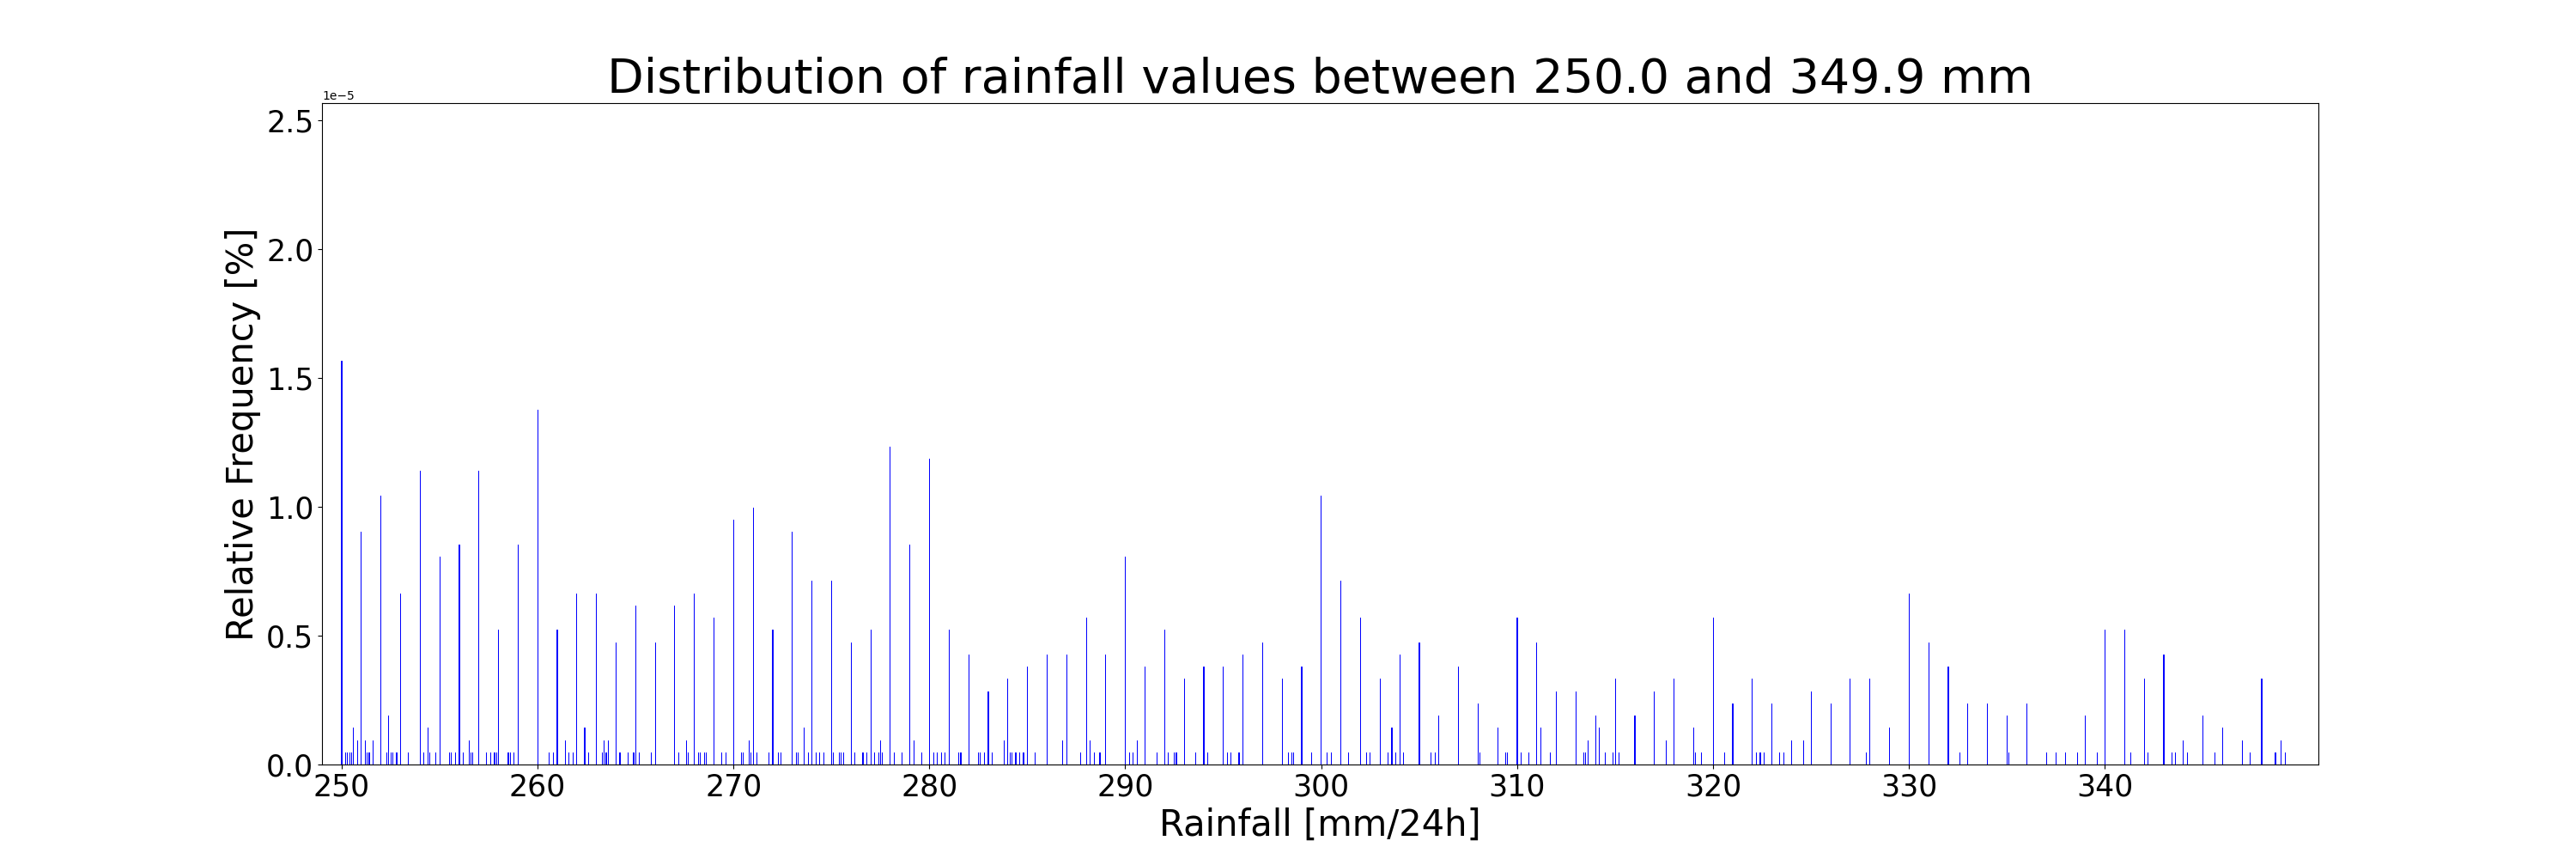 Distribution of rainfall values between 250.0 and 349.9 mm
1e−5
2.5
2.0
1.5
1.0
0.5
0.0
Relative Frequency [%]
250 260 270 280 290 300 310 320 330 340
Rainfall [mm/24h]